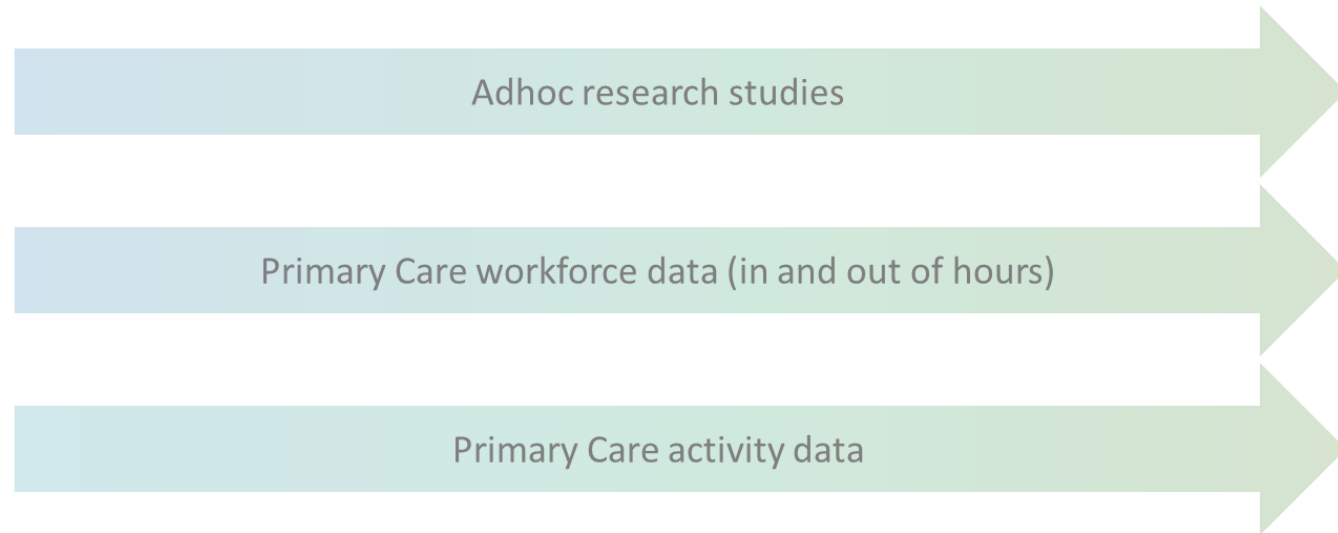 Adhoc research studies
Primary Care workforce data (in and out of hours)
Primary Care activity data